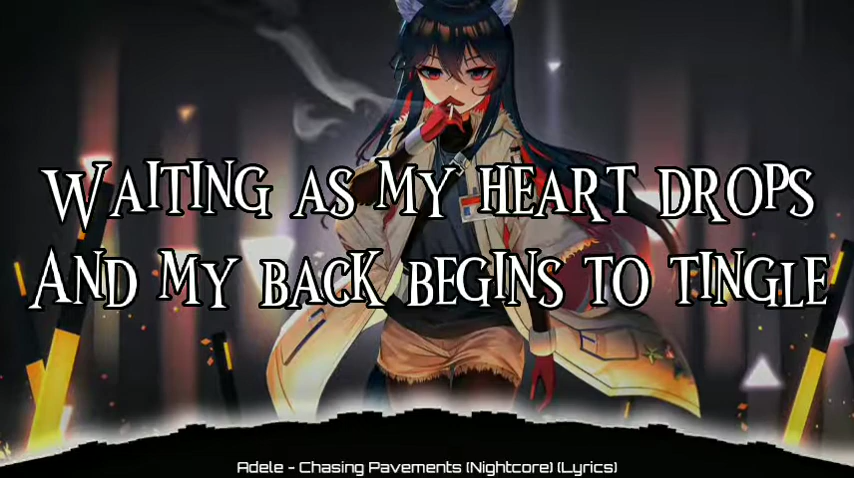 WAITING AS MY HEART DROPS
AND MY BACK BEGINS TO TINGLE
Adele - Chasing Pavements (Nightcore) (Lyrics)